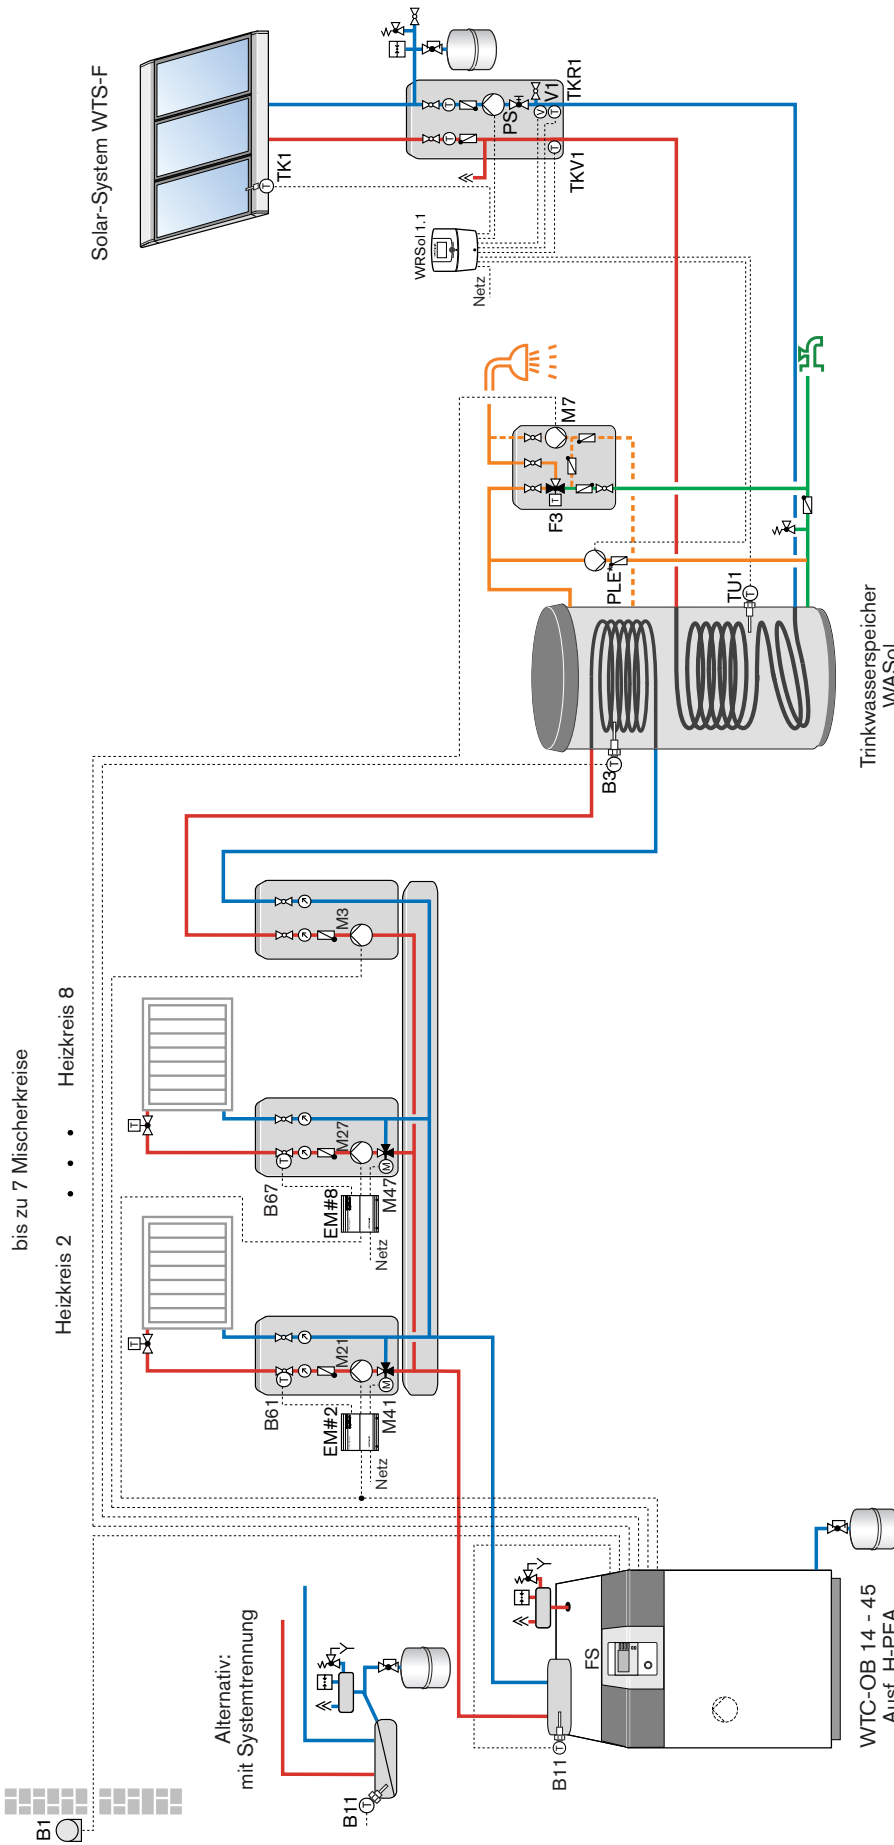 Solar-System WTS-F
TK1
WRSol 1.1
Netz
PS
V
V1
T
TKR1
TKV1
M7
F3
PLE*
TU1
B3
Trinkwasserspeicher
WASol
bis zu 7 Mischerkreise
Heizkreis 2 • • • Heizkreis 8
M3
B67
M27
EM#8
M47
Netz
B61
M21
EM#2
M41
Netz
Alternativ:
mit Systemtrennung
B11
B1
B11
FS
WTC-OB 14 - 45
Ausf. H-PEA